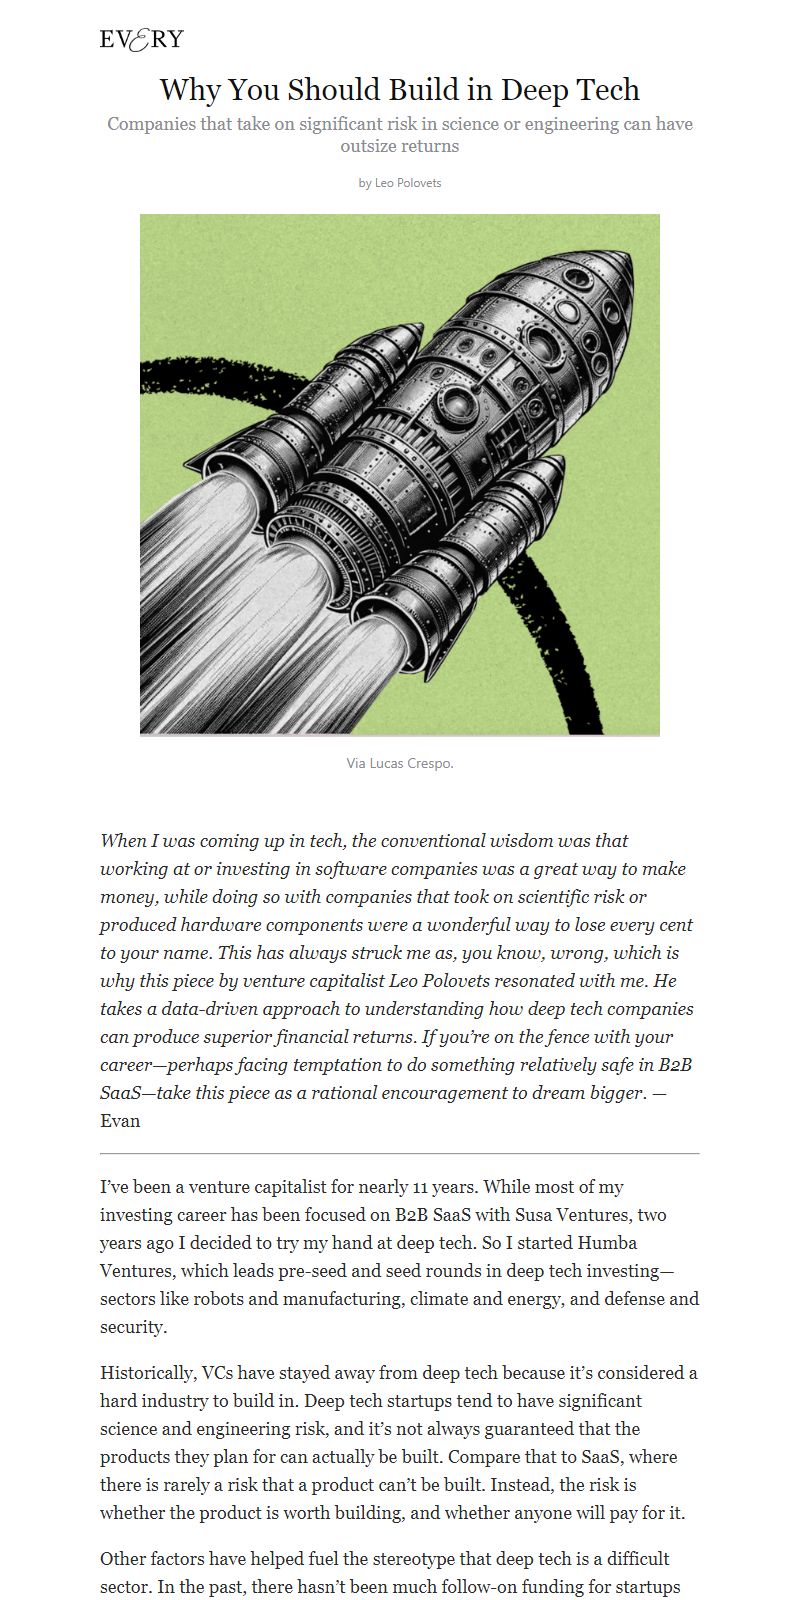 EVERY
Why You Should Build in Deep Tech
Companies that take on significant risk in science or engineering can have
outsize returns
by Leo Polovets
Via Lucas Crespo.
When I was coming up in tech, the conventional wisdom was that
working at or investing in software companies was a great way to make
money, while doing so with companies that took on scientific risk or
produced hardware components were a wonderful way to lose every cent
to your name. This has always struck me as, you know, wrong, which is
why this piece by venture capitalist Leo Polovets resonated with me. He
takes a data-driven approach to understanding how deep tech companies
can produce superior financial returns. If you’re on the fence with your
career—perhaps facing temptation to do something relatively safe in B2B
SaaS—take this piece as a rational encouragement to dream bigger. —
Evan
I’ve been a venture capitalist for nearly 11 years. While most of my
investing career has been focused on B2B SaaS with Susa Ventures, two
years ago I decided to try my hand at deep tech. So I started Humba
Ventures, which leads pre-seed and seed rounds in deep tech investing—
sectors like robots and manufacturing, climate and energy, and defense and
security.
Historically, VCs have stayed away from deep tech because it’s considered a
hard industry to build in. Deep tech startups tend to have significant
science and engineering risk, and it’s not always guaranteed that the
products they plan for can actually be built. Compare that to SaaS, where
there is rarely a risk that a product can’t be built. Instead, the risk is
whether the product is worth building, and whether anyone will pay for it.
Other factors have helped fuel the stereotype that deep tech is a difficult
sector. In the past, there hasn’t been much follow-on funding for startups